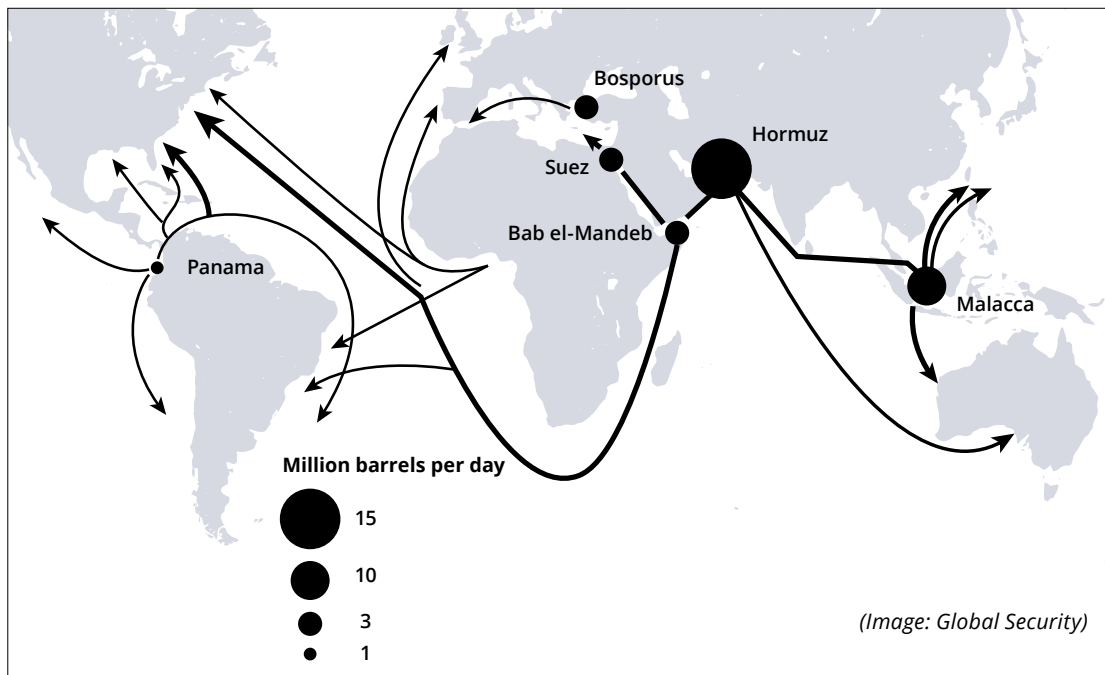 Bosporus
Hormuz
Suez
Bab el-Mandeb
Panama
Malacca
Million barrels per day
15
10
3
1
(Image: Global Security)